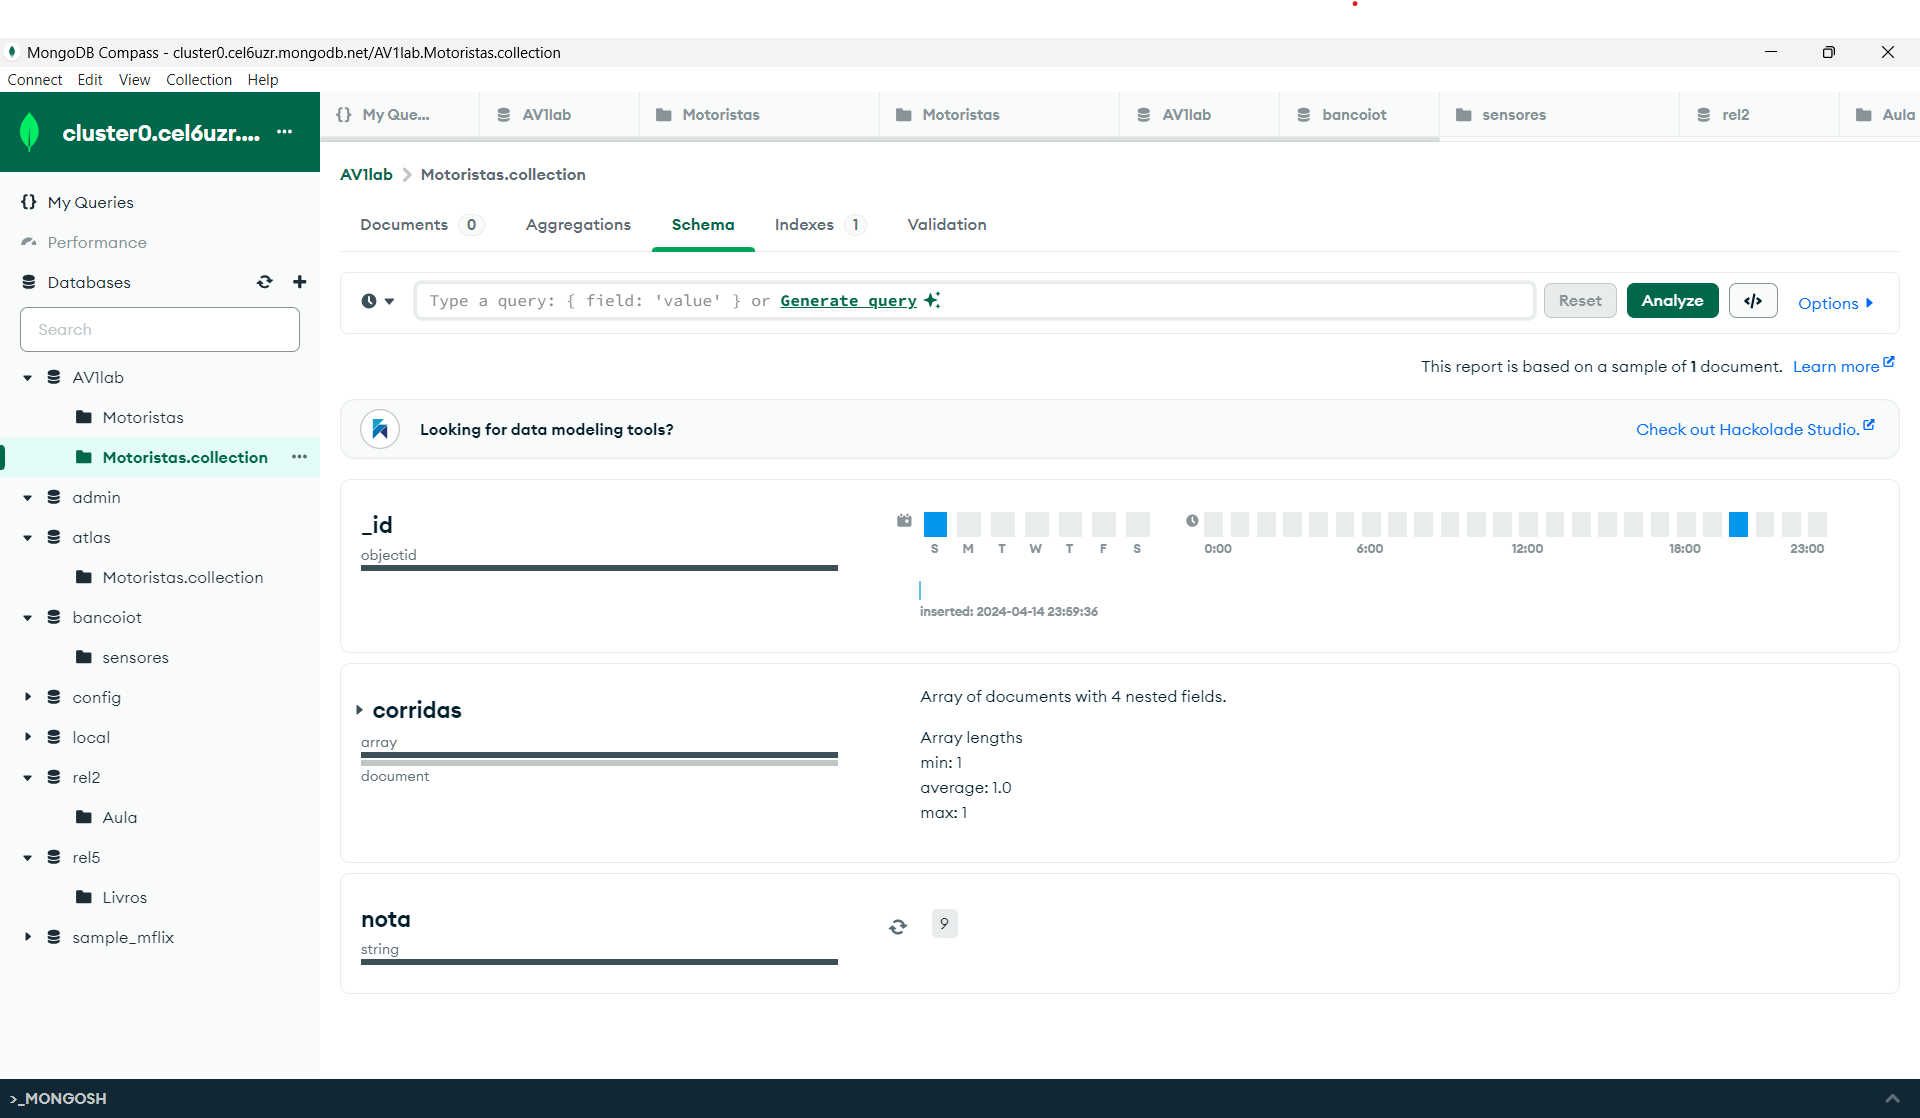 MongoDB Compass - cluster0.cel6uzr.mongodb.net/AV1lab.Motoristas.collection
Connect Edit View Collection Help
cluster0.cel6uzr....
My Que... AV1lab Motoristas Motoristas AV1lab bancoiot sensores rel2 Aula
My Queries
Performance
Databases
Search
AV1lab
Motoristas
Motoristas.collection
admin
atlas
Motoristas.collection
bancoiot
sensores
config
local
rel2
Aula
rel5
Livros
sample_mflix
AV1lab > Motoristas.collection
Documents 0 Aggregations Schema Indexes 1 Validation
Type a query: { field: 'value' } or Generate query
Reset Analyze </> Options
This report is based on a sample of 1 document. Learn more
Looking for data modeling tools? Check out Hackolade Studio.
_id
objectid
S M T W T F S
0:00 6:00 12:00 18:00 23:00
inserted: 2024-04-14 23:59:36
corridas
array
document
Array of documents with 4 nested fields.
Array lengths
min: 1
average: 1.0
max: 1
nota
string
9
>_MONGOSH